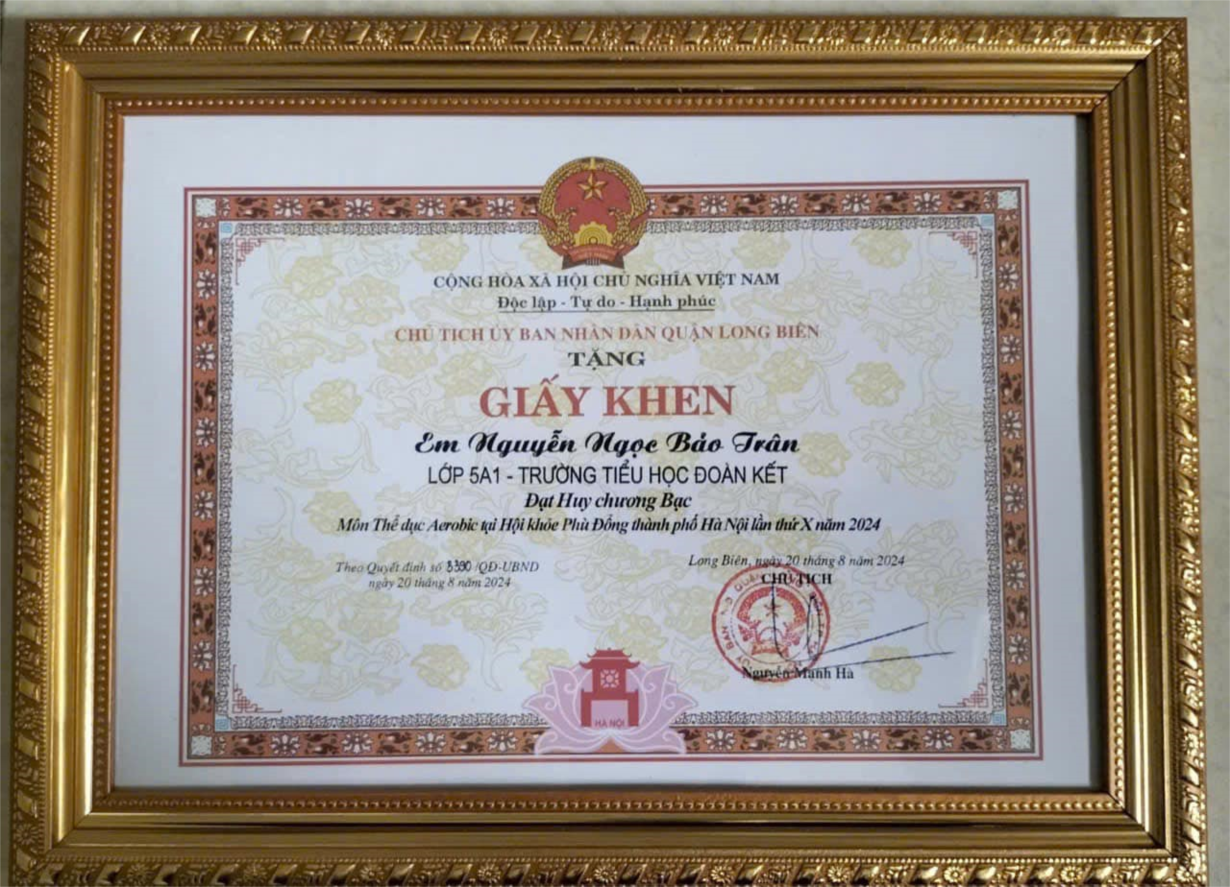 CỘNG HÒA XÃ HỘI CHỦ NGHĨA VIỆT NAM
Độc lập - Tự do - Hạnh phúc
CHỦ TỊCH ỦY BAN NHÂN DÂN QUẬN LONG BIÊN
TẶNG
GIẤY KHEN
Em Nguyễn Ngọc Bảo Trân
LỚP 5A1 - TRƯỜNG TIỂU HỌC ĐOÀN KẾT
Đạt Huy chương Bạc
Môn Thể dục Aerobic tại Hội khỏe Phù Đổng thành phố Hà Nội lần thứ X năm 2024
Theo Quyết định số /QĐ-UBND
ngày 20 tháng 8 năm 2024
Long Biên, ngày 20 tháng 8 năm 2024
CHỦ TỊCH
Nguyễn Mạnh Hà
HÀ NỘI